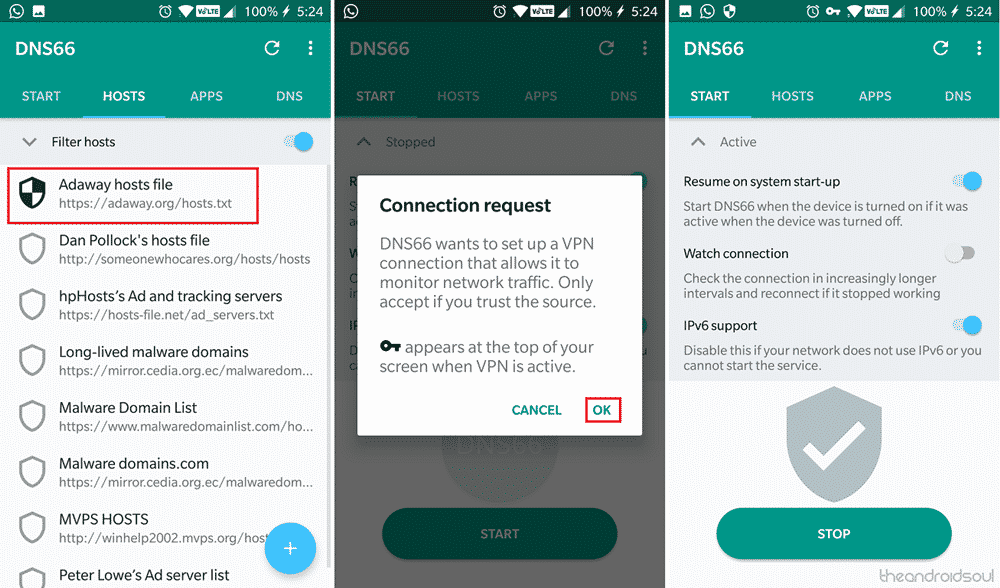 100% 5:24
DNS66
START HOSTS APPS DNS
Filter hosts
Adaway hosts file
https://adaway.org/hosts.txt
Dan Pollock's hosts file
http://someonewhocares.org/hosts/hosts
hpHosts’s Ad and tracking servers
https://hosts-file.net/ad_servers.txt
Long-lived malware domains
https://mirror.cedia.org.ec/malwaredom...
Malware Domain List
https://www.malwaredomainlist.com/ho...
Malware domains.com
https://mirror.cedia.org.ec/malwaredom...
MVPS HOSTS
http://winhelp2002.mvps.org/host
Peter Lowe’s Ad server list
VoLTE 100% 5:24
DNS66
START HOSTS APPS DNS
Stopped
Connection request
DNS66 wants to set up a VPN
connection that allows it to
monitor network traffic. Only
accept if you trust the source.
appears at the top of your
screen when VPN is active.
CANCEL OK
DNS66
START
VoLTE 100% 5:24
DNS66
START HOSTS APPS DNS
Active
Resume on system start-up
Start DNS66 when the device is turned on if it was
active when the device was turned off.
Watch connection
Check the connection in increasingly longer
intervals and reconnect if it stopped working
IPv6 support
Disable this if your network does not use IPv6 or you
cannot start the service.
STOP
theandroidsoul